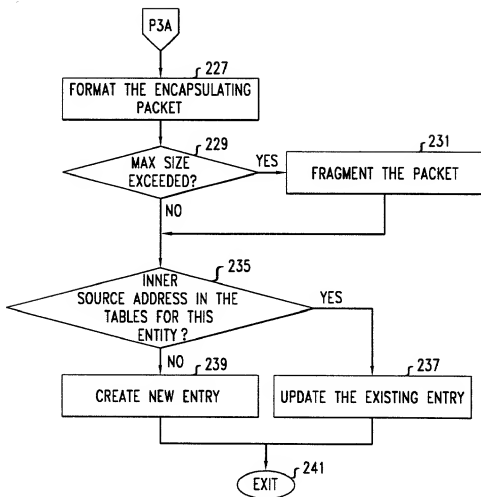 P3A
227
FORMAT THE ENCAPSULATING
PACKET
229
MAX SIZE
EXCEEDED?
YES
231
FRAGMENT THE PACKET
NO
235
INNER
SOURCE ADDRESS IN THE
TABLES FOR THIS
ENTITY?
YES
NO
239
CREATE NEW ENTRY
237
UPDATE THE EXISTING ENTRY
EXIT
241